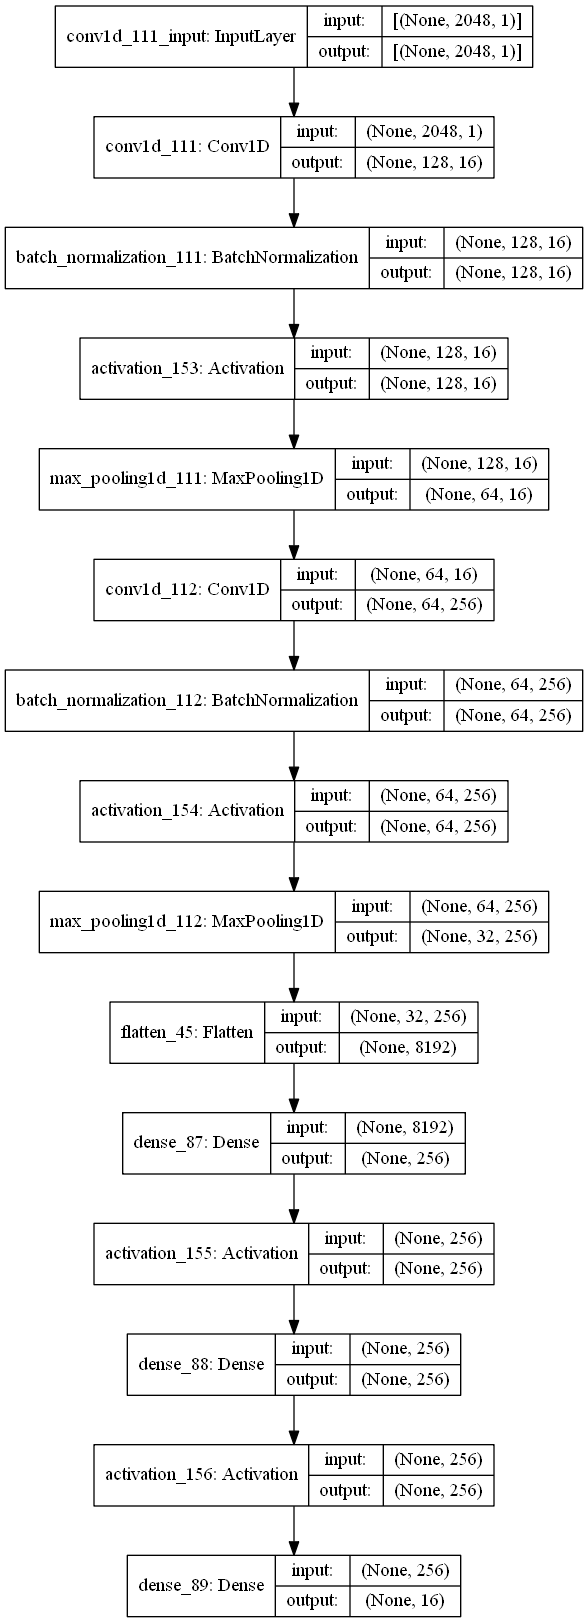 conv1d_111_input: InputLayer
input: [(None, 2048, 1)]
output: [(None, 2048, 1)]
conv1d_111: Conv1D
input: (None, 2048, 1)
output: (None, 128, 16)
batch_normalization_111: BatchNormalization
input: (None, 128, 16)
output: (None, 128, 16)
activation_153: Activation
input: (None, 128, 16)
output: (None, 128, 16)
max_pooling1d_111: MaxPooling1D
input: (None, 128, 16)
output: (None, 64, 16)
conv1d_112: Conv1D
input: (None, 64, 16)
output: (None, 64, 256)
batch_normalization_112: BatchNormalization
input: (None, 64, 256)
output: (None, 64, 256)
activation_154: Activation
input: (None, 64, 256)
output: (None, 64, 256)
max_pooling1d_112: MaxPooling1D
input: (None, 64, 256)
output: (None, 32, 256)
flatten_45: Flatten
input: (None, 32, 256)
output: (None, 8192)
dense_87: Dense
input: (None, 8192)
output: (None, 256)
activation_155: Activation
input: (None, 256)
output: (None, 256)
dense_88: Dense
input: (None, 256)
output: (None, 256)
activation_156: Activation
input: (None, 256)
output: (None, 256)
dense_89: Dense
input: (None, 256)
output: (None, 16)